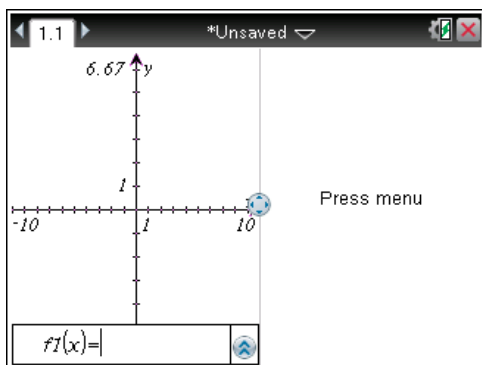 1.1 *Unsaved
6.67 y
1
-10 1 10
Press menu
f1(x)=